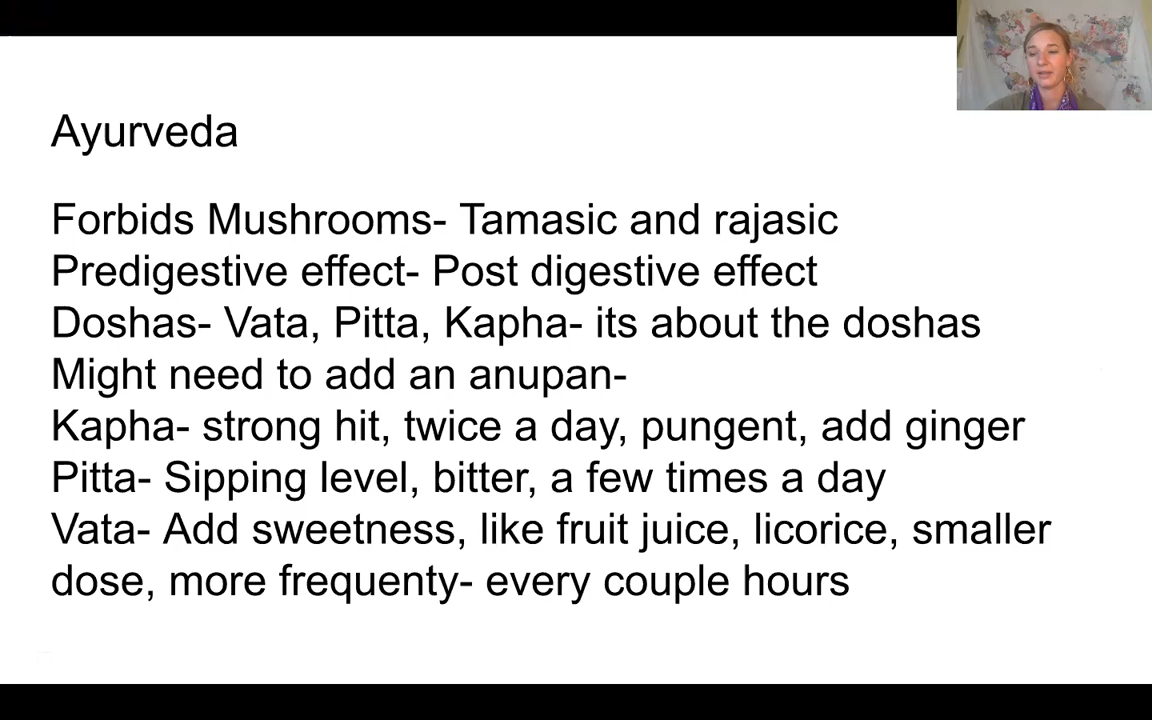 Ayurveda
Forbids Mushrooms- Tamasic and rajasic
Predigestive effect- Post digestive effect
Doshas- Vata, Pitta, Kapha- its about the doshas
Might need to add an anupan-
Kapha- strong hit, twice a day, pungent, add ginger
Pitta- Sipping level, bitter, a few times a day
Vata- Add sweetness, like fruit juice, licorice, smaller
dose, more frequenty- every couple hours